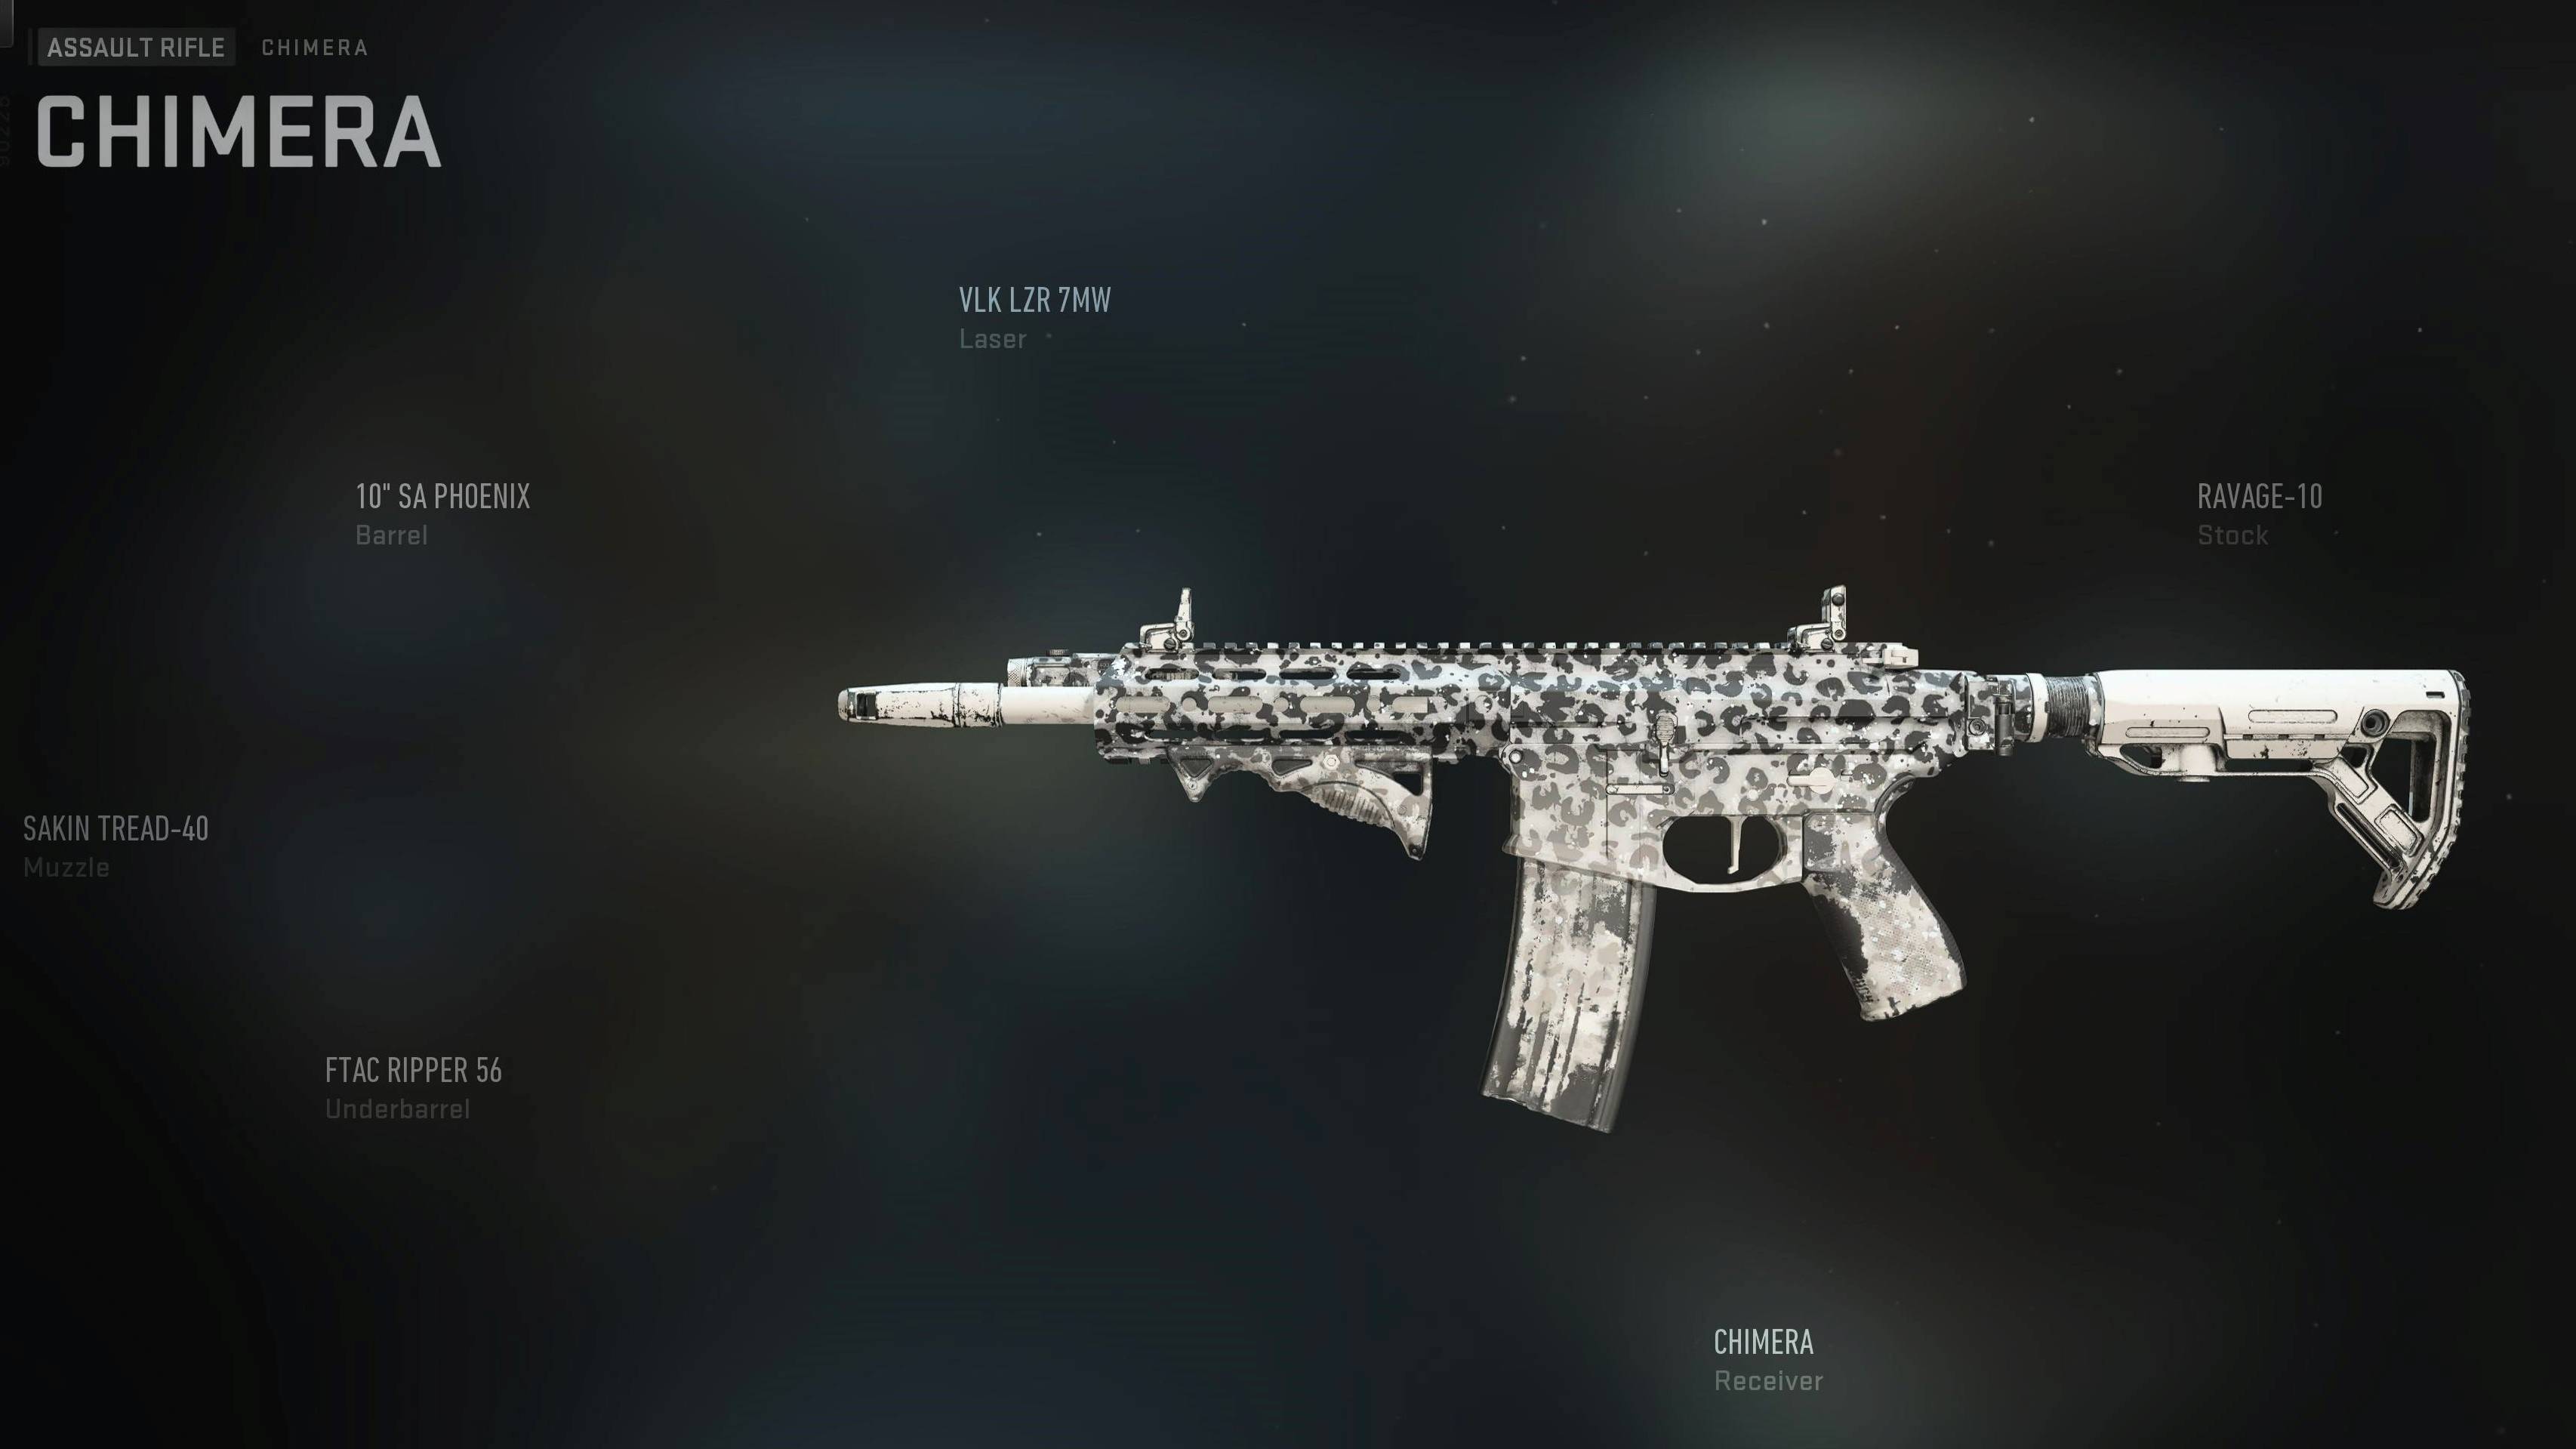 ASSAULT RIFLE CHIMERA
CHIMERA
VLK LZR 7MW
Laser
10" SA PHOENIX
Barrel
RAVAGE-10
Stock
SAKIN TREAD-40
Muzzle
FTAC RIPPER 56
Underbarrel
CHIMERA
Receiver